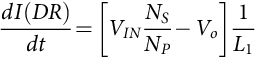 dI(DR)/dt = [V_IN N_S/N_P − V_o] 1/L_1